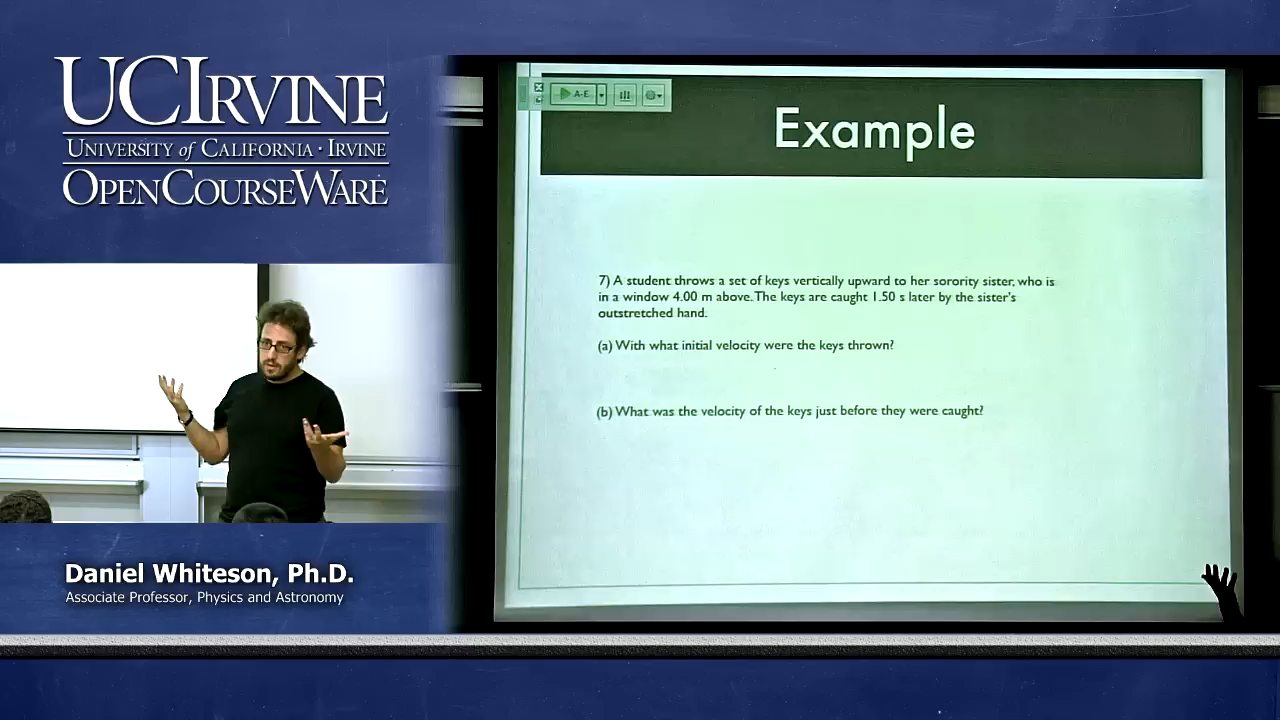 UCIRVINE
UNIVERSITY of CALIFORNIA · IRVINE
OPENCOURSEWARE
A-E
Example
7) A student throws a set of keys vertically upward to her sorority sister, who is
in a window 4.00 m above. The keys are caught 1.50 s later by the sister's
outstretched hand.
(a) With what initial velocity were the keys thrown?
(b) What was the velocity of the keys just before they were caught?
Daniel Whiteson, Ph.D.
Associate Professor, Physics and Astronomy